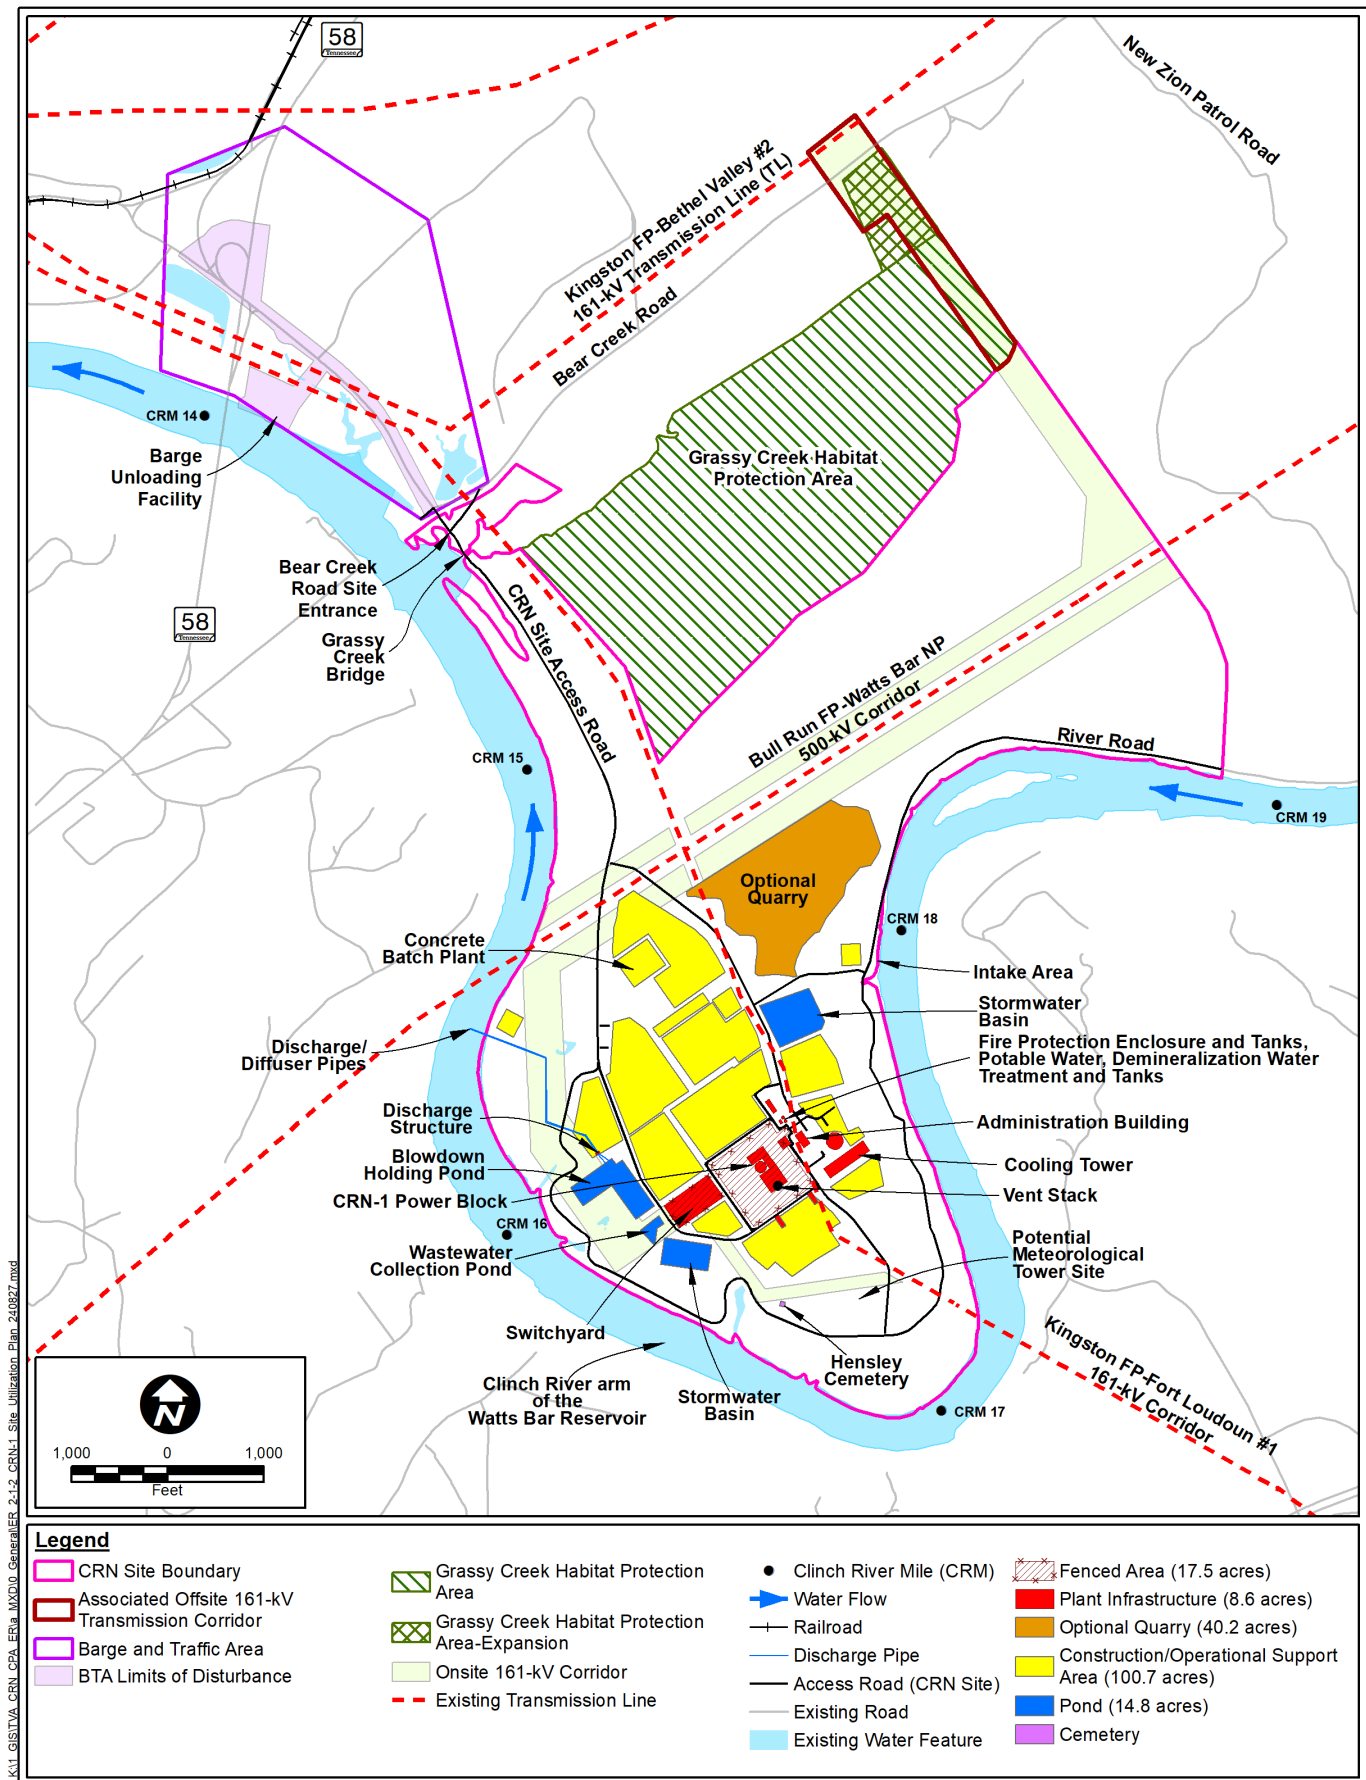 58
Tennessee
New Zion Patrol Road
Kingston FP-Bethel Valley #2
161-kV Transmission Line (TL)
Bear Creek Road
CRM 14
Barge
Unloading
Facility
Grassy Creek Habitat
Protection Area
Bear Creek
Road Site
Entrance
58
Tennessee
Grassy
Creek
Bridge
CRN Site Access Road
Bull Run FP-Watts Bar NP
500-kV Corridor
River Road
CRM 15
CRM 19
Optional
Quarry
CRM 18
Concrete
Batch Plant
Intake Area
Stormwater
Basin
Discharge/
Diffuser Pipes
Fire Protection Enclosure and Tanks,
Potable Water, Demineralization Water
Treatment and Tanks
Discharge
Structure
Administration Building
Blowdown
Holding Pond
Cooling Tower
CRN-1 Power Block
Vent Stack
CRM 16
Wastewater
Collection Pond
Potential
Meteorological
Tower Site
Switchyard
Hensley
Cemetery
Kingston FP-Fort Loudoun #1
161-kV Corridor
Clinch River arm
of the
Watts Bar Reservoir
Stormwater
Basin
CRM 17
N
1,000 0 1,000
Feet
K:\1_GIS\TVA_CRN_CPA_ER\a_MXD\0_General\ER_2-1-2_CRN-1_Site_Utilization_Plan_240827.mxd
Legend
CRN Site Boundary
Associated Offsite 161-kV
Transmission Corridor
Barge and Traffic Area
BTA Limits of Disturbance
Grassy Creek Habitat Protection
Area
Grassy Creek Habitat Protection
Area-Expansion
Onsite 161-kV Corridor
Existing Transmission Line
Clinch River Mile (CRM)
Water Flow
Railroad
Discharge Pipe
Access Road (CRN Site)
Existing Road
Existing Water Feature
Fenced Area (17.5 acres)
Plant Infrastructure (8.6 acres)
Optional Quarry (40.2 acres)
Construction/Operational Support
Area (100.7 acres)
Pond (14.8 acres)
Cemetery